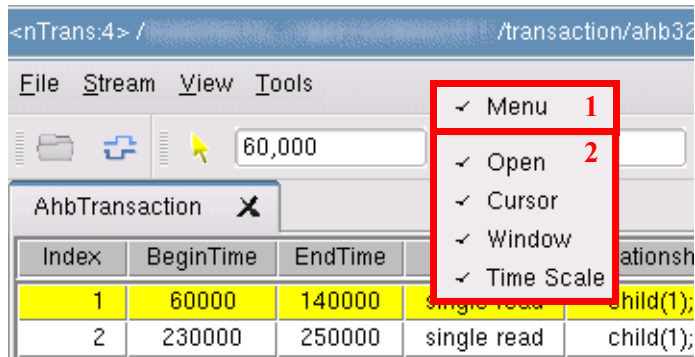 <nTrans:4> / /transaction/ahb32
File Stream View Tools
✓ Menu 1
60,000
2
✓ Open
✓ Cursor
✓ Window
✓ Time Scale
AhbTransaction X
Index BeginTime EndTime ationsh
1 60000 140000 single read child(1);
2 230000 250000 single read child(1);